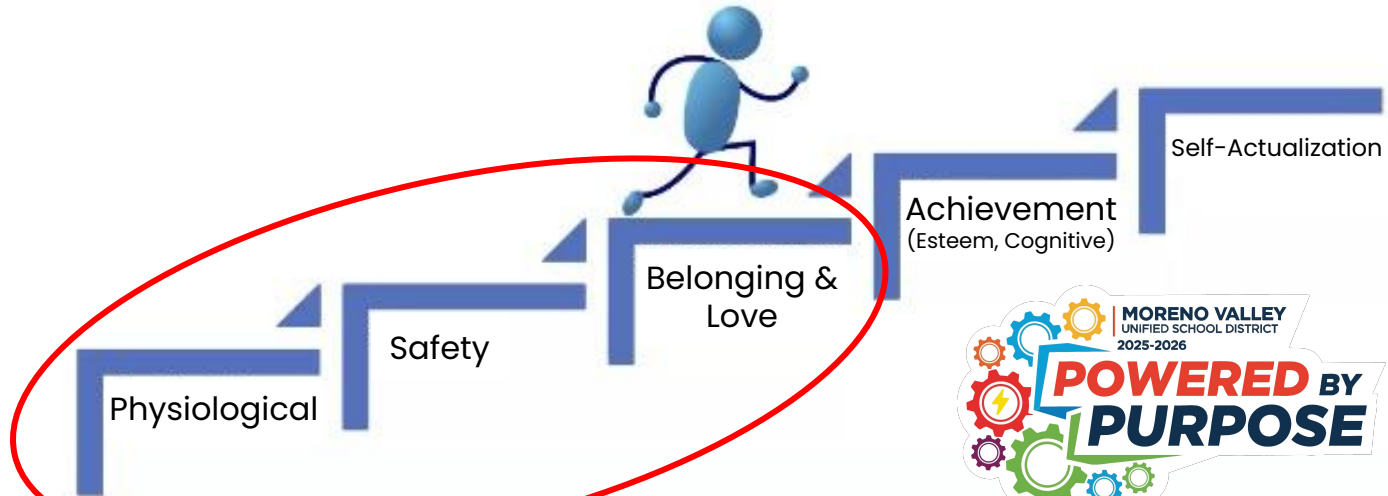 Physiological
Safety
Belonging &
Love
Achievement
(Esteem, Cognitive)
Self-Actualization
MORENO VALLEY
UNIFIED SCHOOL DISTRICT
2025-2026
POWERED BY
PURPOSE